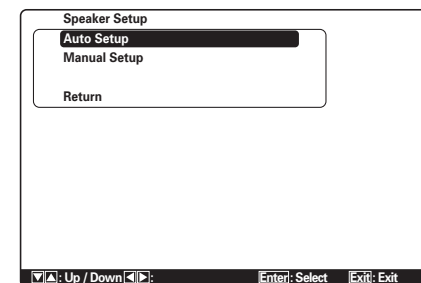 Speaker Setup
Auto Setup
Manual Setup
Return
▼▲: Up / Down ◀▶: Enter: Select Exit: Exit